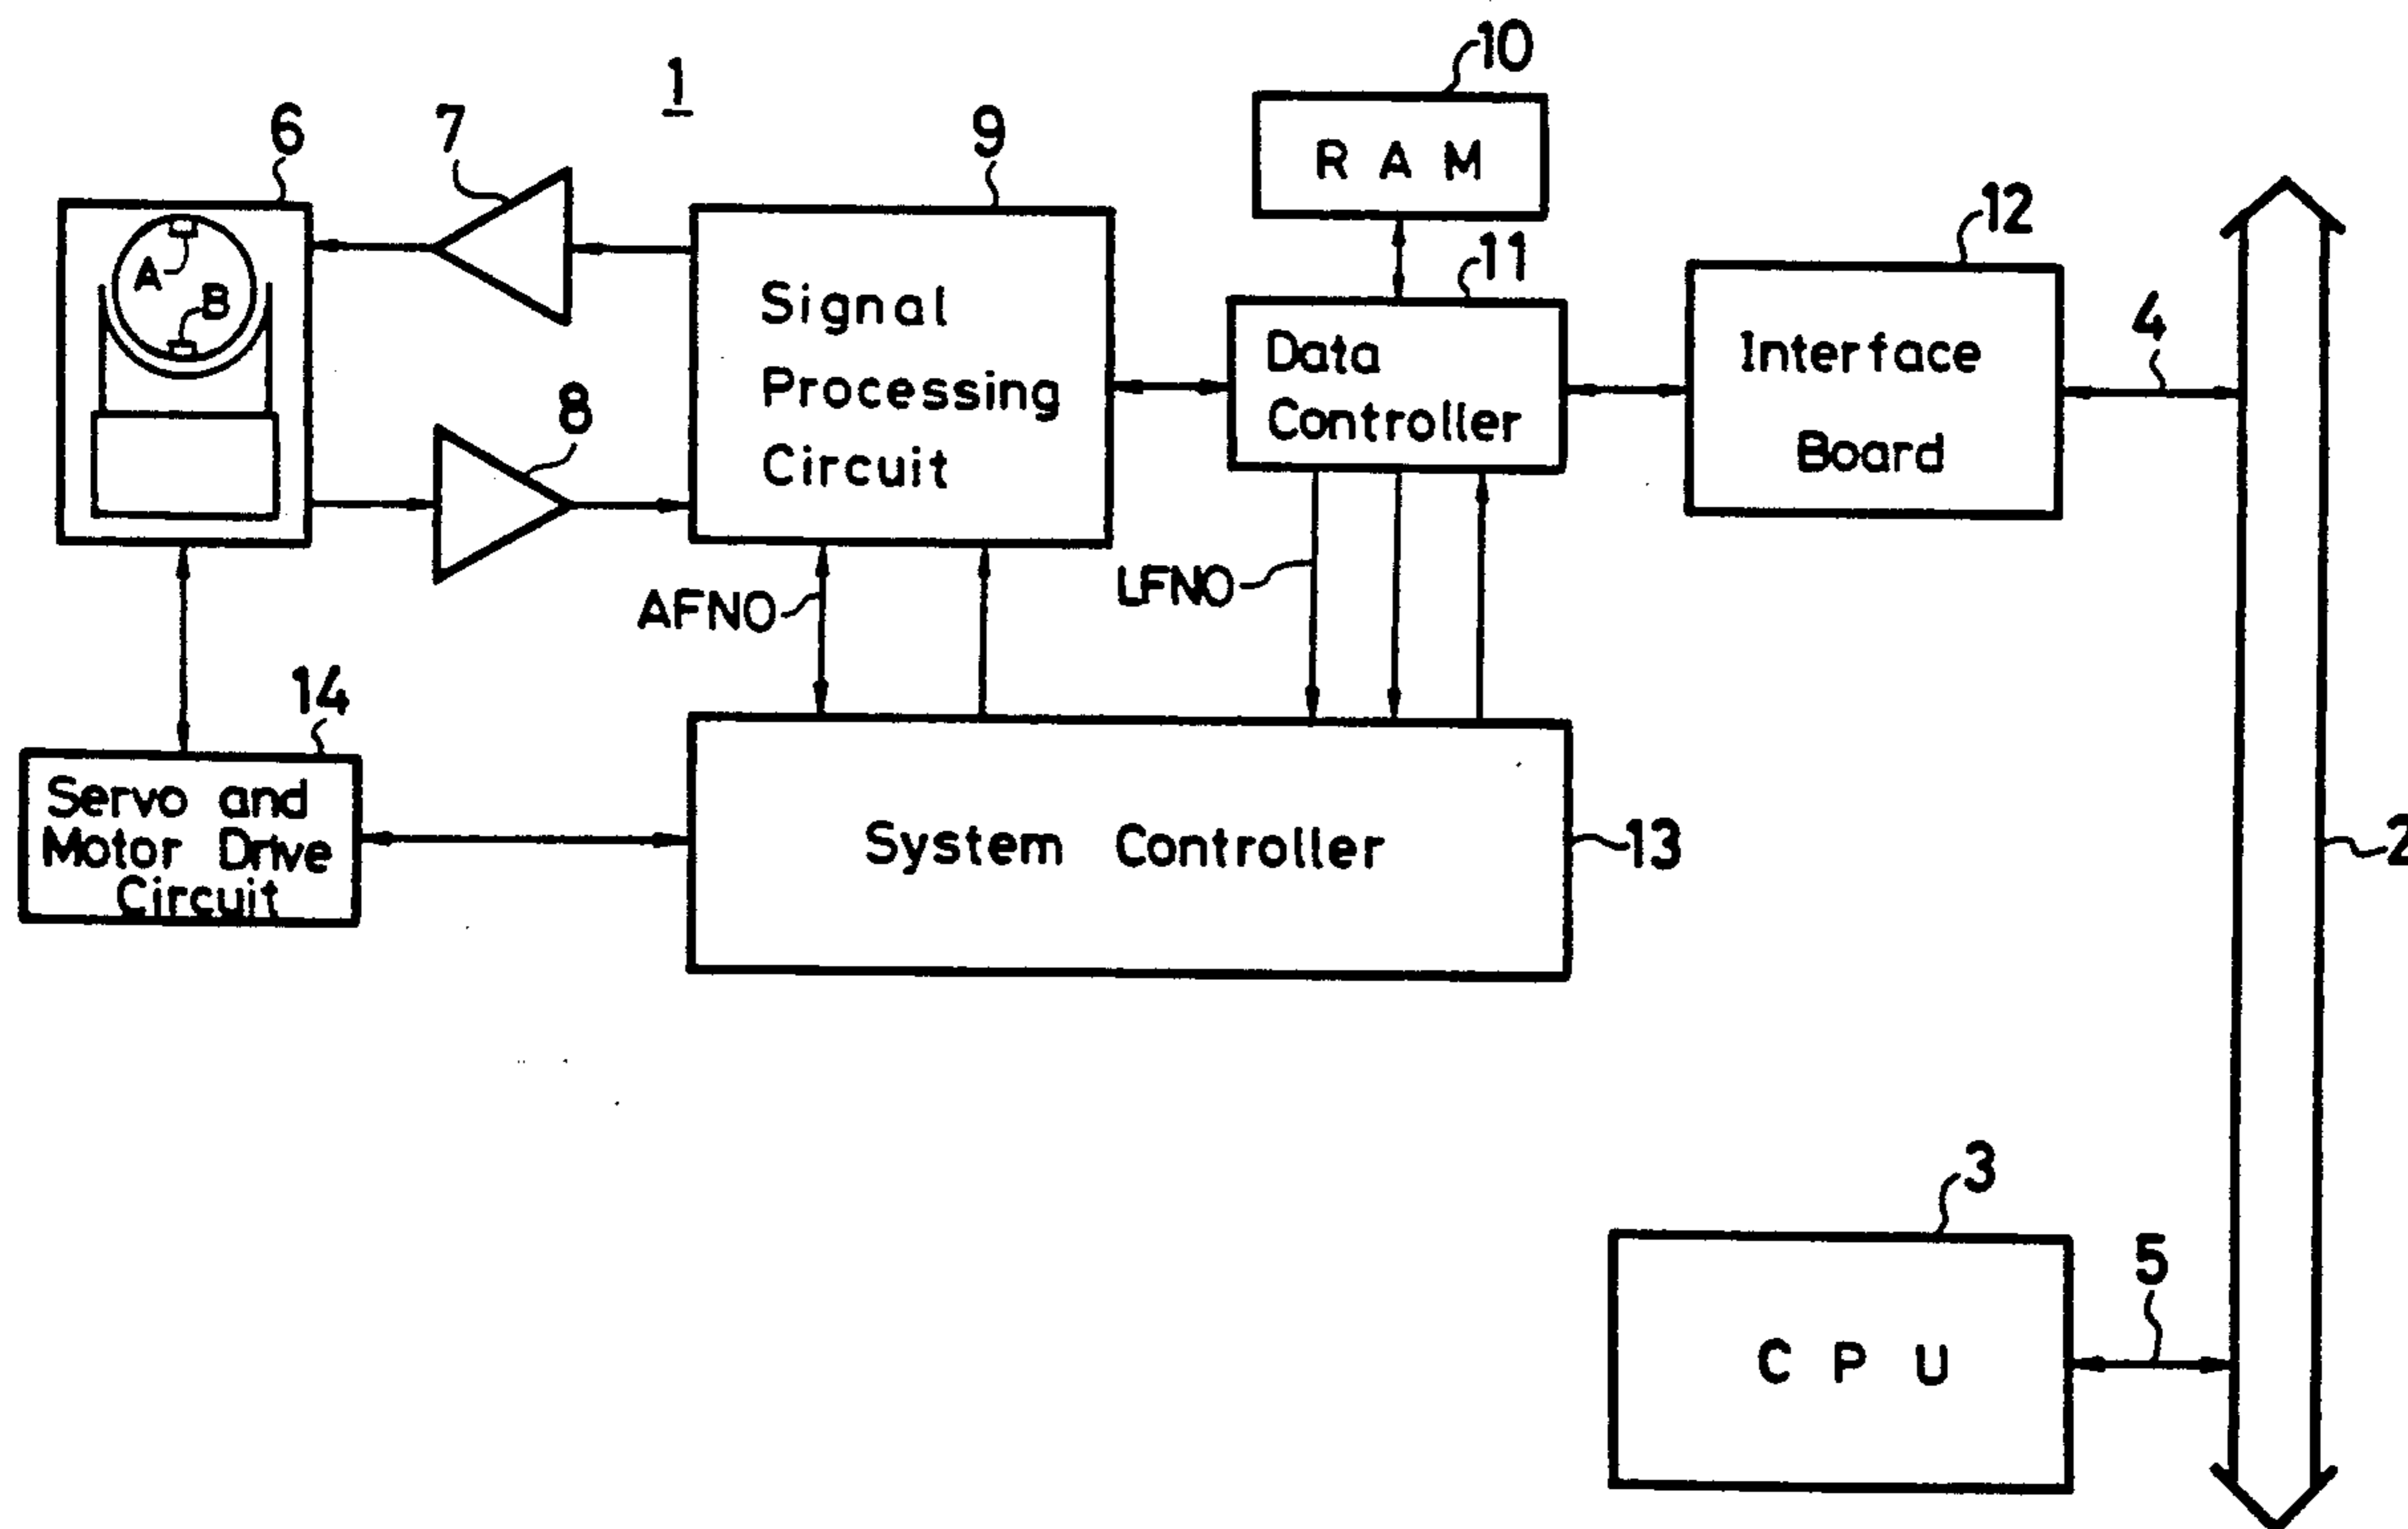 1
6
7
9
10
R A M
11
12
A
B
8
Signal
Processing
Circuit
Data
Controller
Interface
Board
4
AFNO
LFNO
14
Servo and
Motor Drive
Circuit
System Controller
13
2
3
C P U
5